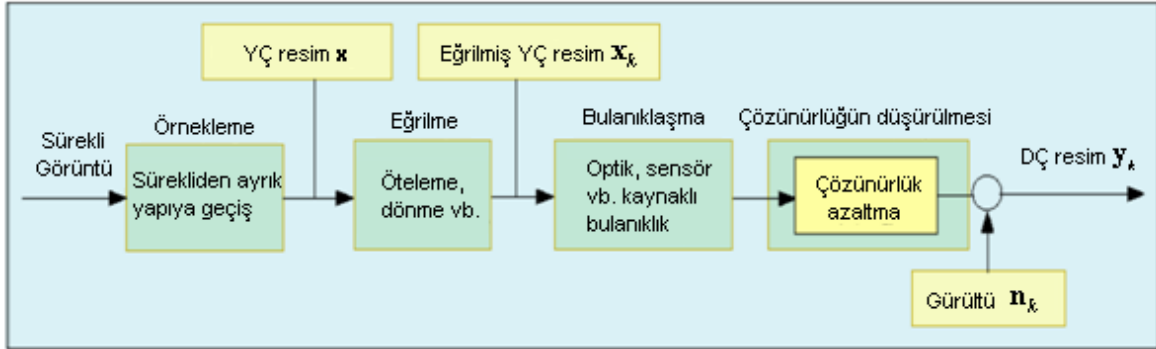 YÇ resim x
Eğrilmiş YÇ resim x_k
Sürekli
Görüntü
Örnekleme
Sürekliden ayrık
yapıya geçiş
Eğrilme
Öteleme,
dönme vb.
Bulanıklaşma
Optik, sensör
vb. kaynaklı
bulanıklık
Çözünürlüğün düşürülmesi
Çözünürlük
azaltma
DÇ resim y_k
Gürültü n_k